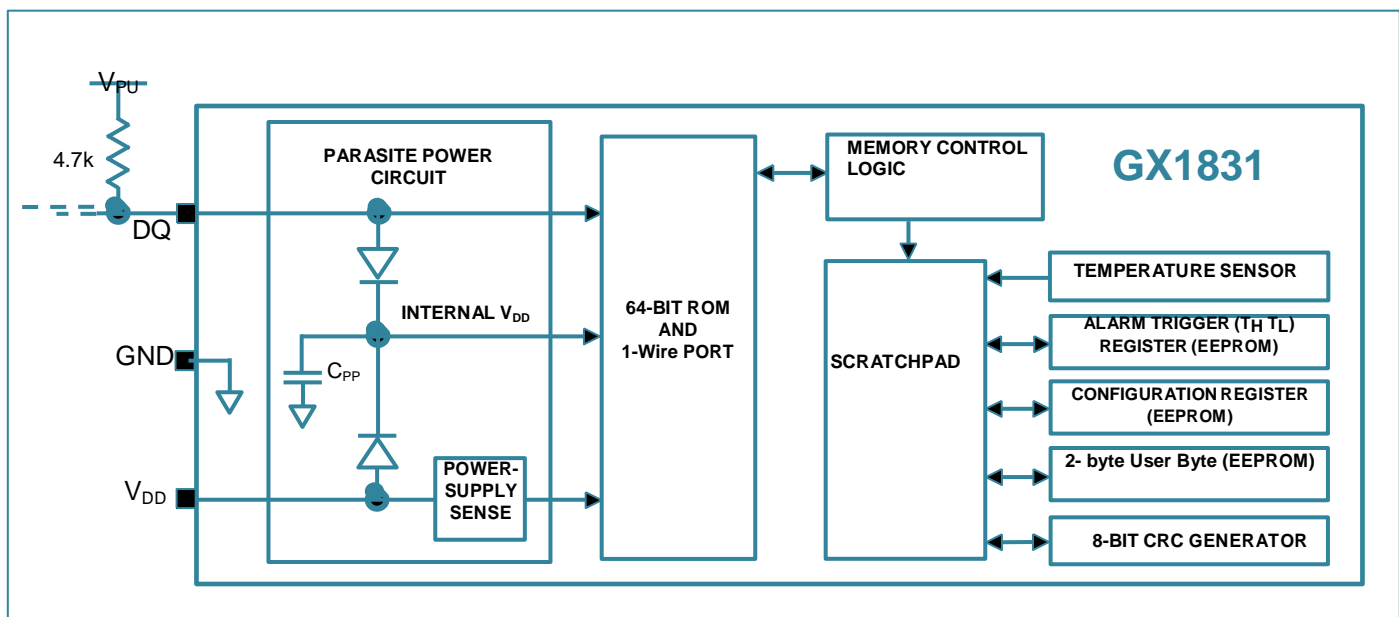 VPU
4.7k
DQ
GND
VDD
PARASITE POWER
CIRCUIT
INTERNAL VDD
CPP
POWER-
SUPPLY
SENSE
64-BIT ROM
AND
1-Wire PORT
MEMORY CONTROL
LOGIC
GX1831
SCRATCHPAD
TEMPERATURE SENSOR
ALARM TRIGGER (TH TL)
REGISTER (EEPROM)
CONFIGURATION REGISTER
(EEPROM)
2- byte User Byte (EEPROM)
8-BIT CRC GENERATOR